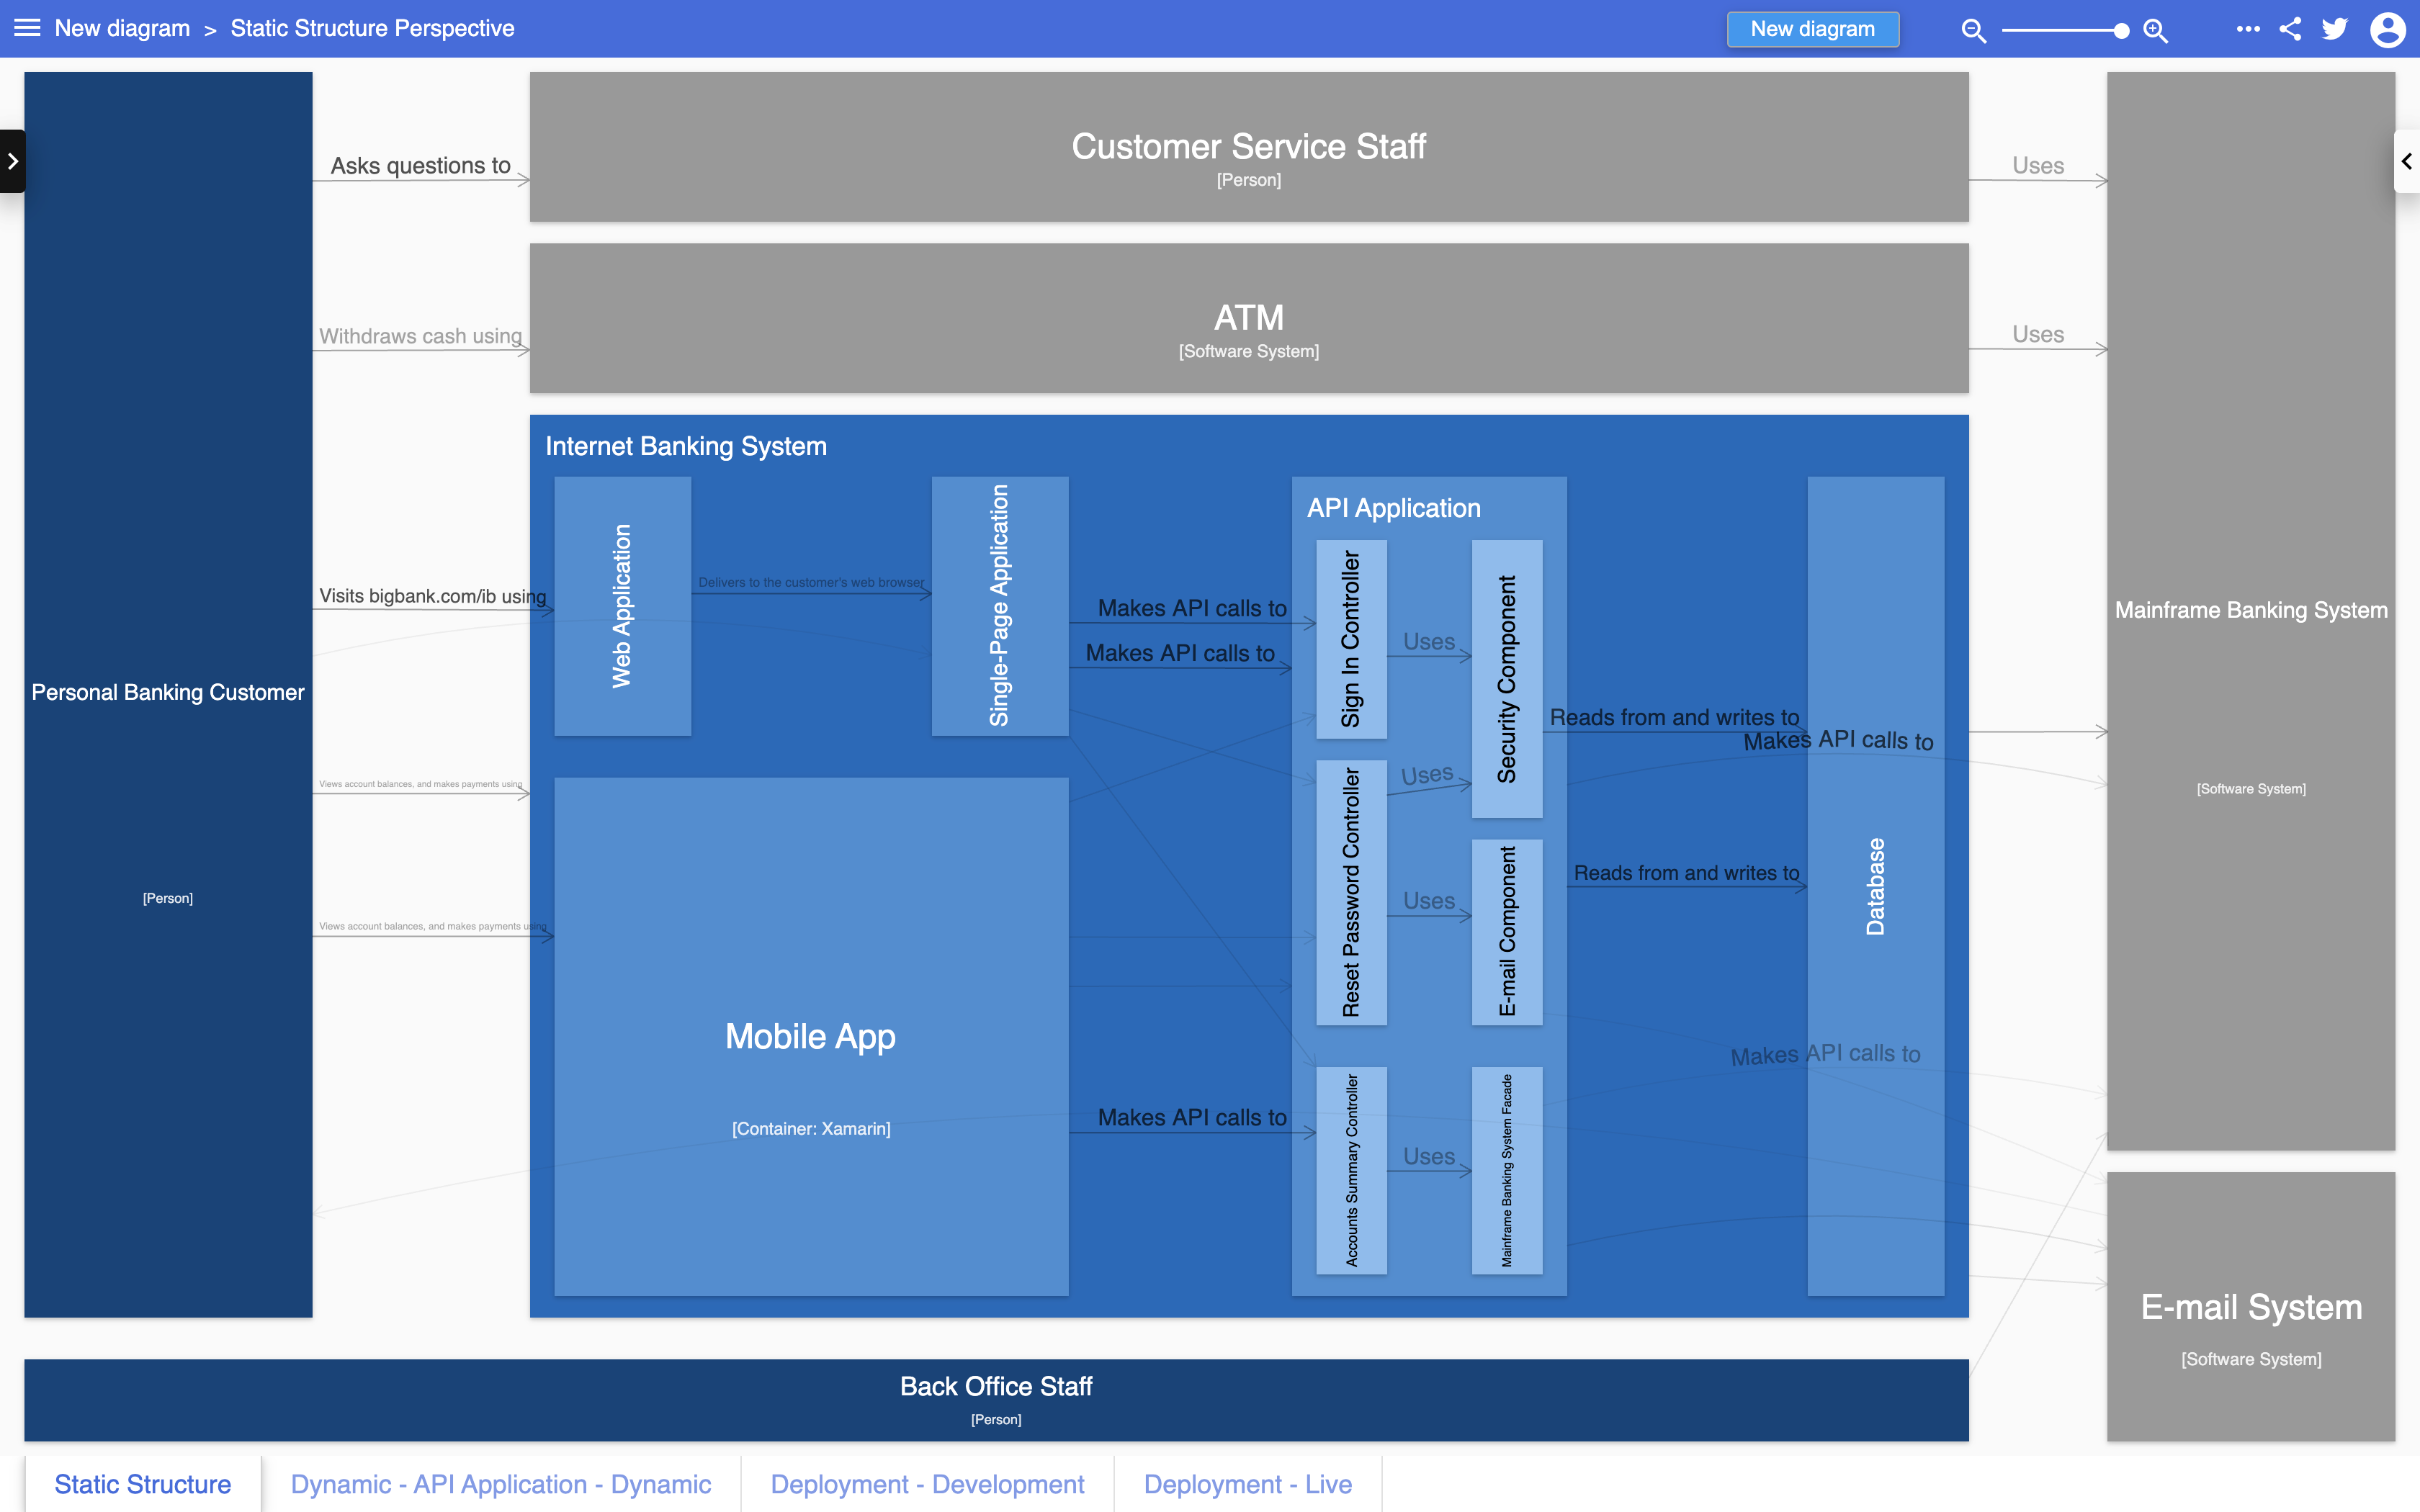 New diagram > Static Structure Perspective
New diagram
Customer Service Staff
[Person]
Asks questions to
Uses
ATM
[Software System]
Withdraws cash using
Uses
Internet Banking System
Web Application
Delivers to the customer's web browser
Single-Page Application
API Application
Sign In Controller
Security Component
Visits bigbank.com/ib using
Makes API calls to
Makes API calls to
Uses
Personal Banking Customer
[Person]
Mainframe Banking System
[Software System]
Reads from and writes to
Makes API calls to
Views account balances, and makes payments using
Reset Password Controller
Uses
E-mail Component
Uses
Reads from and writes to
Database
Views account balances, and makes payments using
Mobile App
[Container: Xamarin]
Makes API calls to
Makes API calls to
Accounts Summary Controller
Uses
Mainframe Banking System Facade
E-mail System
[Software System]
Back Office Staff
[Person]
Static Structure
Dynamic - API Application - Dynamic
Deployment - Development
Deployment - Live